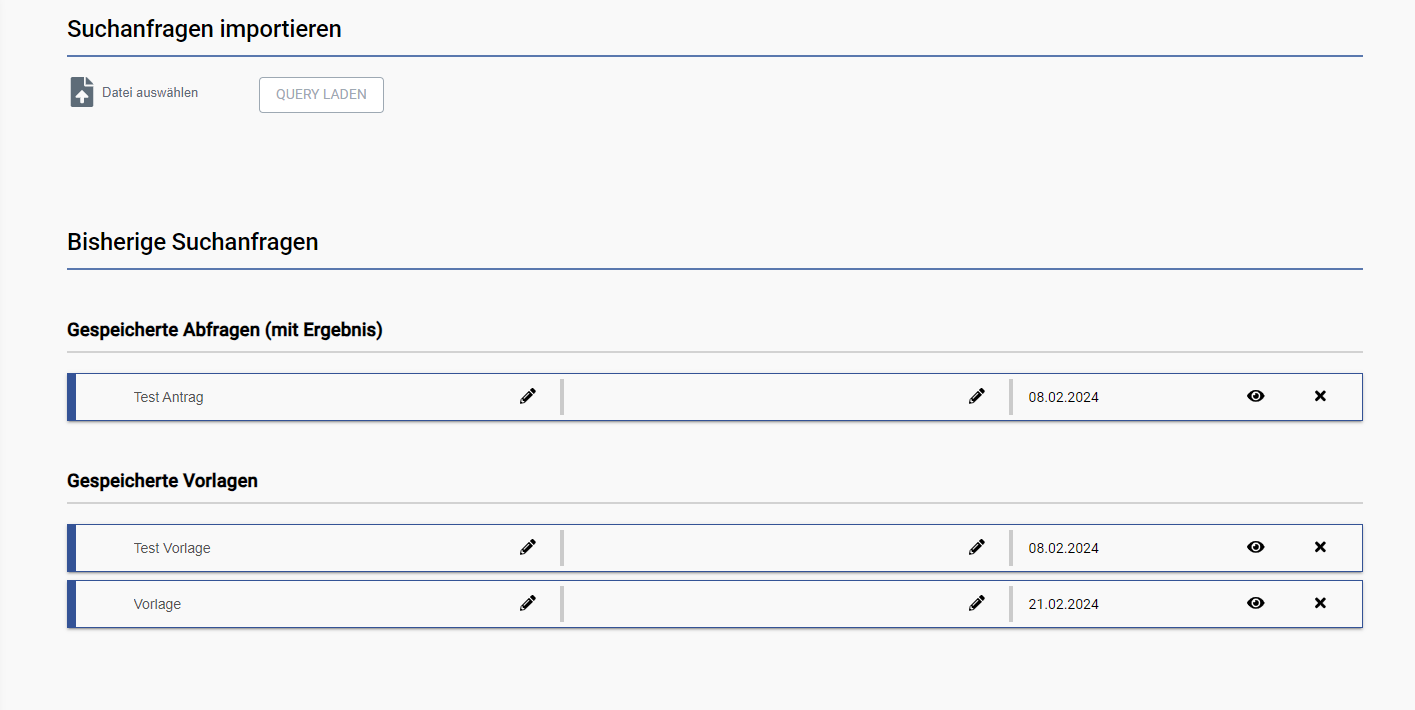 Suchanfragen importieren
Datei auswählen QUERY LADEN
Bisherige Suchanfragen
Gespeicherte Abfragen (mit Ergebnis)
Test Antrag 08.02.2024
Gespeicherte Vorlagen
Test Vorlage 08.02.2024
Vorlage 21.02.2024